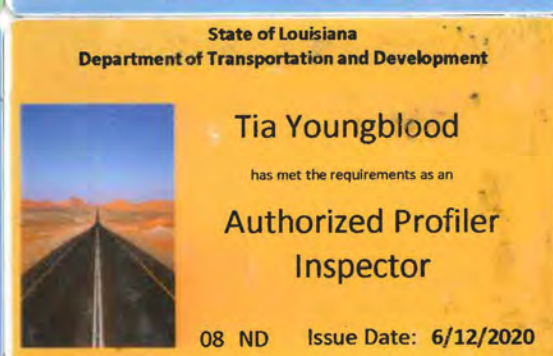 State of Louisiana
Department of Transportation and Development
Tia Youngblood
has met the requirements as an
Authorized Profiler
Inspector
08 ND Issue Date: 6/12/2020